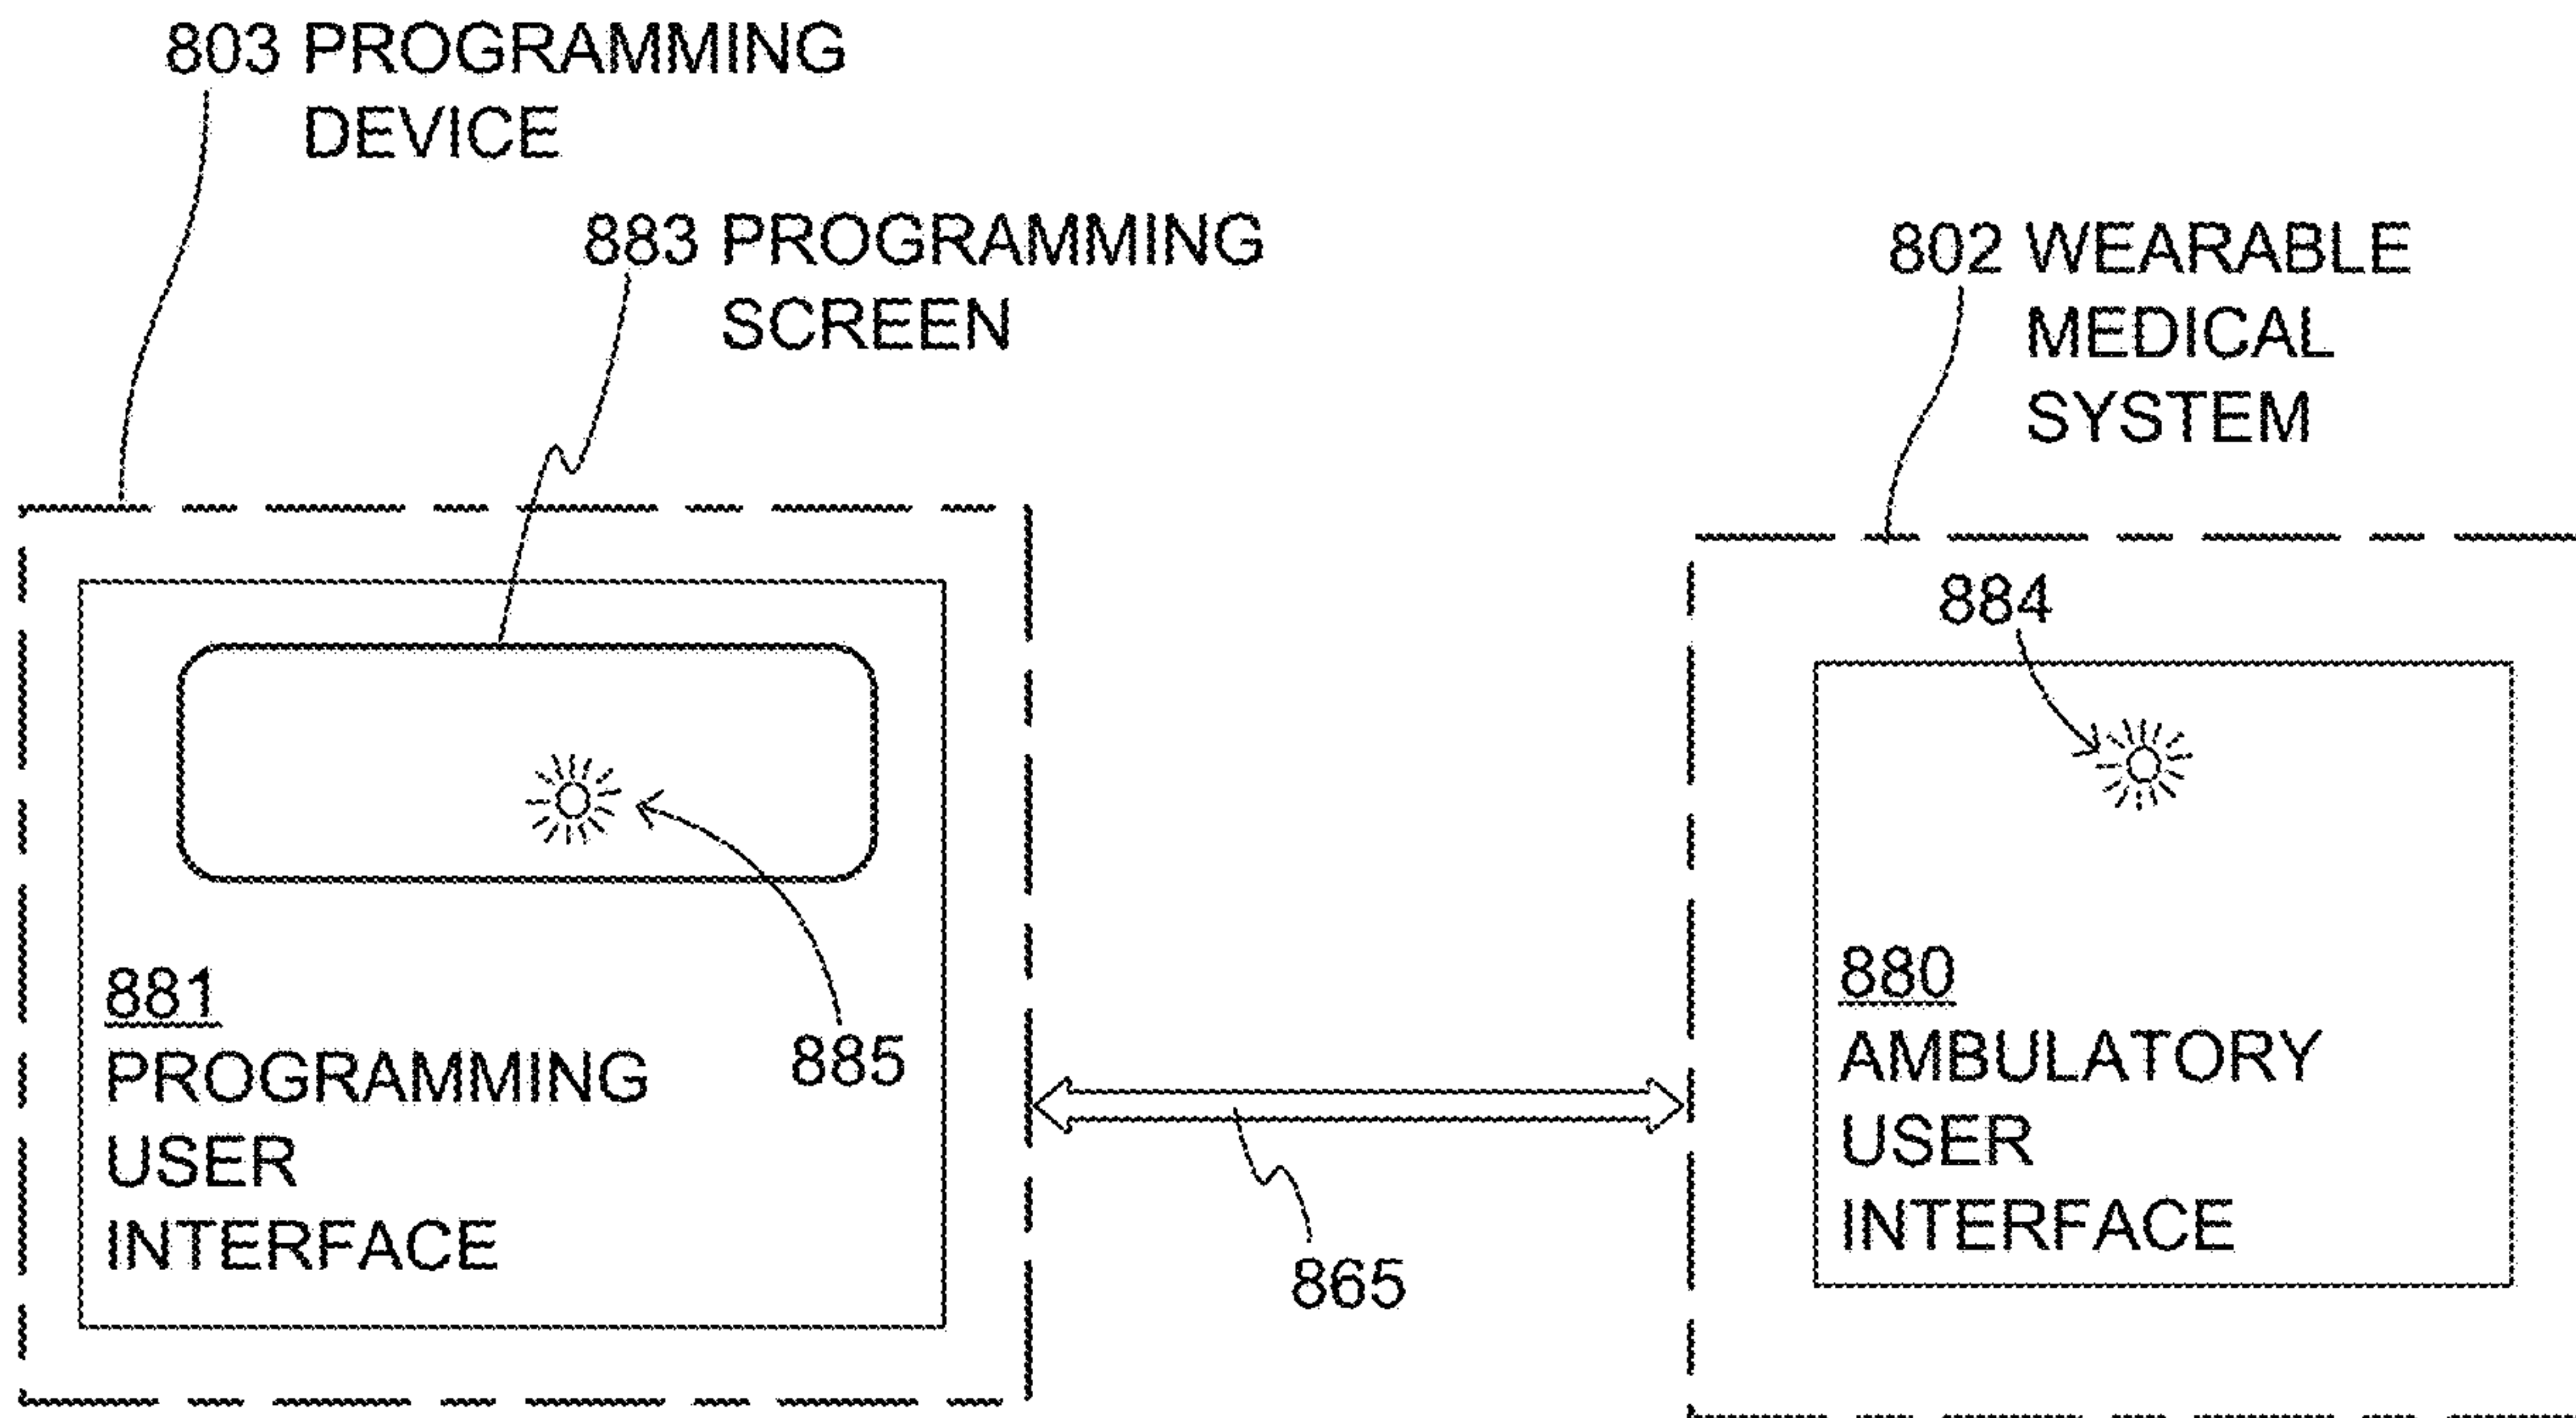 803 PROGRAMMING
DEVICE
883 PROGRAMMING
SCREEN
802 WEARABLE
MEDICAL
SYSTEM
884
885
881
PROGRAMMING
USER
INTERFACE
865
880
AMBULATORY
USER
INTERFACE